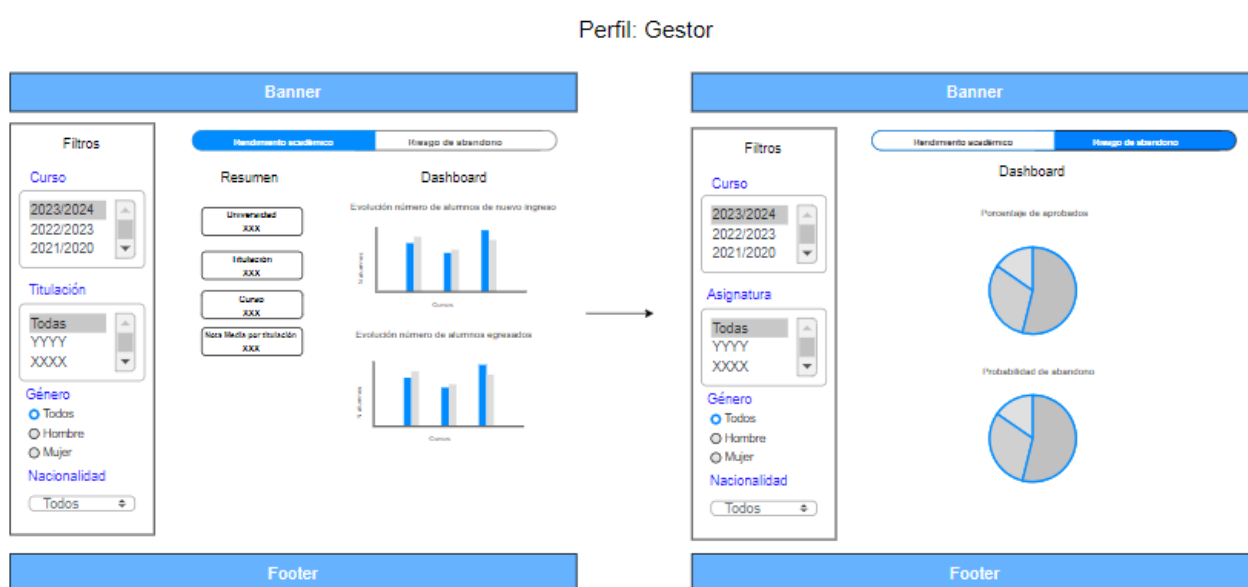 Perfil: Gestor
Banner
Filtros
Curso
2023/2024
2022/2023
2021/2020
Titulación
Todas
YYYY
XXXX
Género
Todos
Hombre
Mujer
Nacionalidad
Todos
Rendimiento académico
Riesgo de abandono
Resumen
Universidad
XXX
Titulación
XXX
Curso
XXX
Nota Media por titulación
XXX
Dashboard
Evolución número de alumnos de nuevo ingreso
Cursos
Evolución número de alumnos egresados
Cursos
Footer
Banner
Filtros
Curso
2023/2024
2022/2023
2021/2020
Asignatura
Todas
YYYY
XXXX
Género
Todos
Hombre
Mujer
Nacionalidad
Todos
Rendimiento académico
Riesgo de abandono
Dashboard
Porcentaje de aprobados
Probabilidad de abandono
Footer